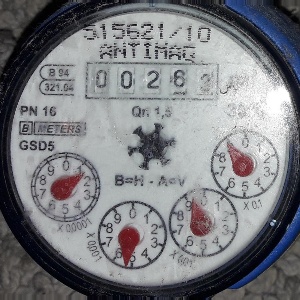 515621/10
ANTIMAG
B 94
321.04
0026
PN 16
Qn 1,5
B METERS
GSD5
B=H - A=V
X 0.1
X 0.01
X 0.001
X 0.0001